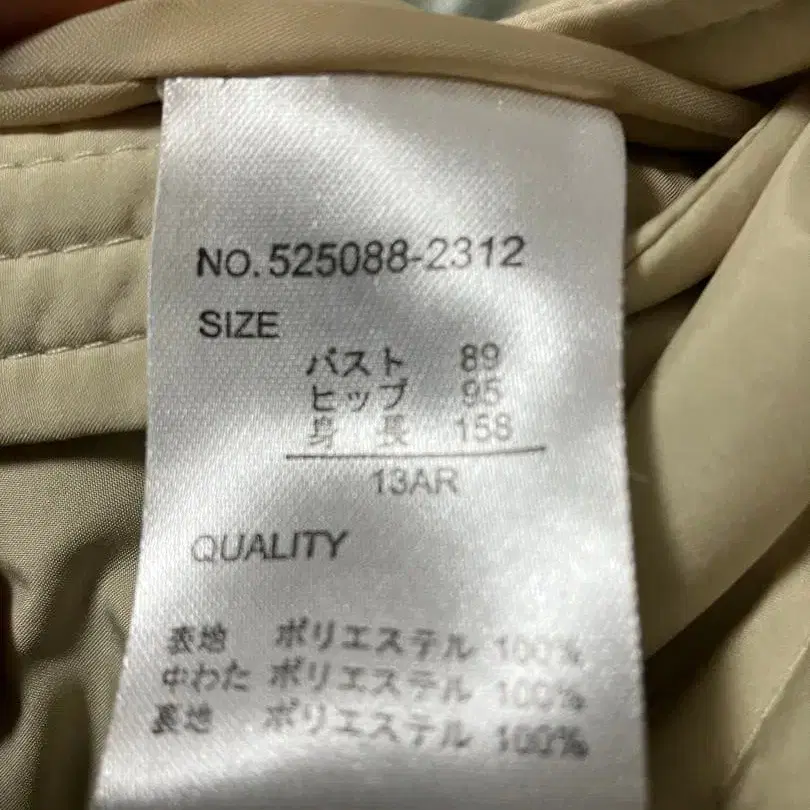 NO.525088-2312
SIZE
バスト 89
ヒップ 95
身 長 158
13AR
QUALITY
表地 ポリエステル 100%
中わた ポリエステル 100%
裏地 ポリエステル 100%